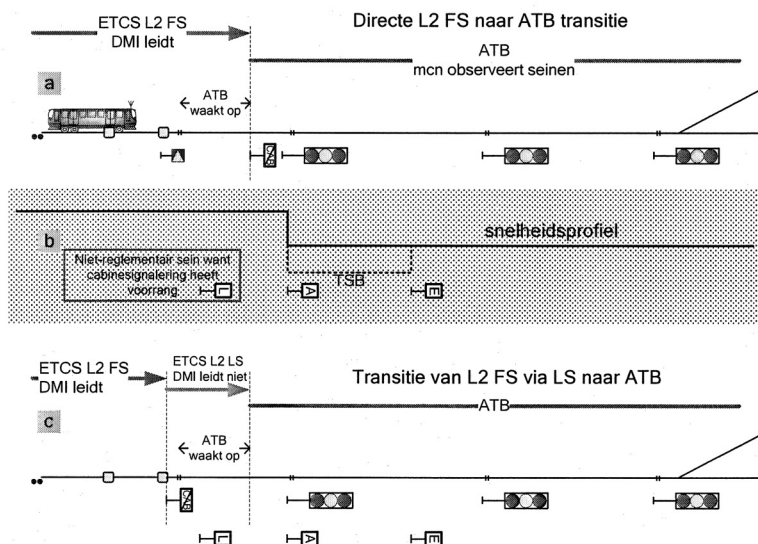 ETCS L2 FS
DMI leidt
Directe L2 FS naar ATB transitie
ATB
mcn observeert seinen
a
ATB
waakt op
CAB
b
snelheidsprofiel
Niet-reglementair sein want
cabinesignalering heeft
voorrang
L
TSB
A
E
ETCS L2 FS
DMI leidt
ETCS L2 LS
DMI leidt niet
Transitie van L2 FS via LS naar ATB
ATB
c
ATB
waakt op
CAB
L
A
E